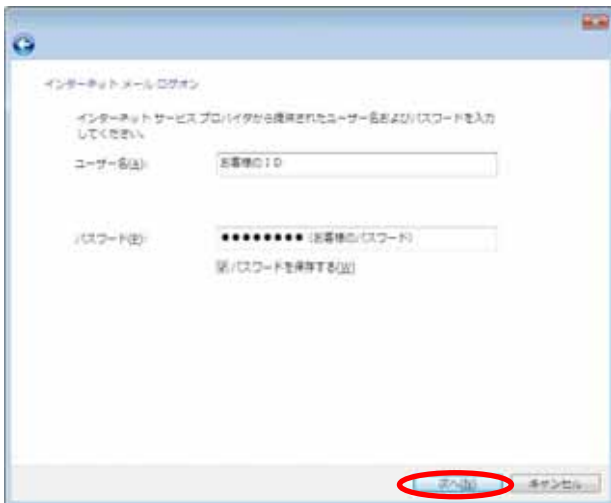 インターネット メール ログオン
インターネット サービス プロバイダから提供されたユーザー名およびパスワードを入力
してください。
ユーザー名(A):
お客様のID
パスワード(P):
●●●●●●●● (お客様のパスワード)
パスワードを保存する(W)
次へ(N)
キャンセル